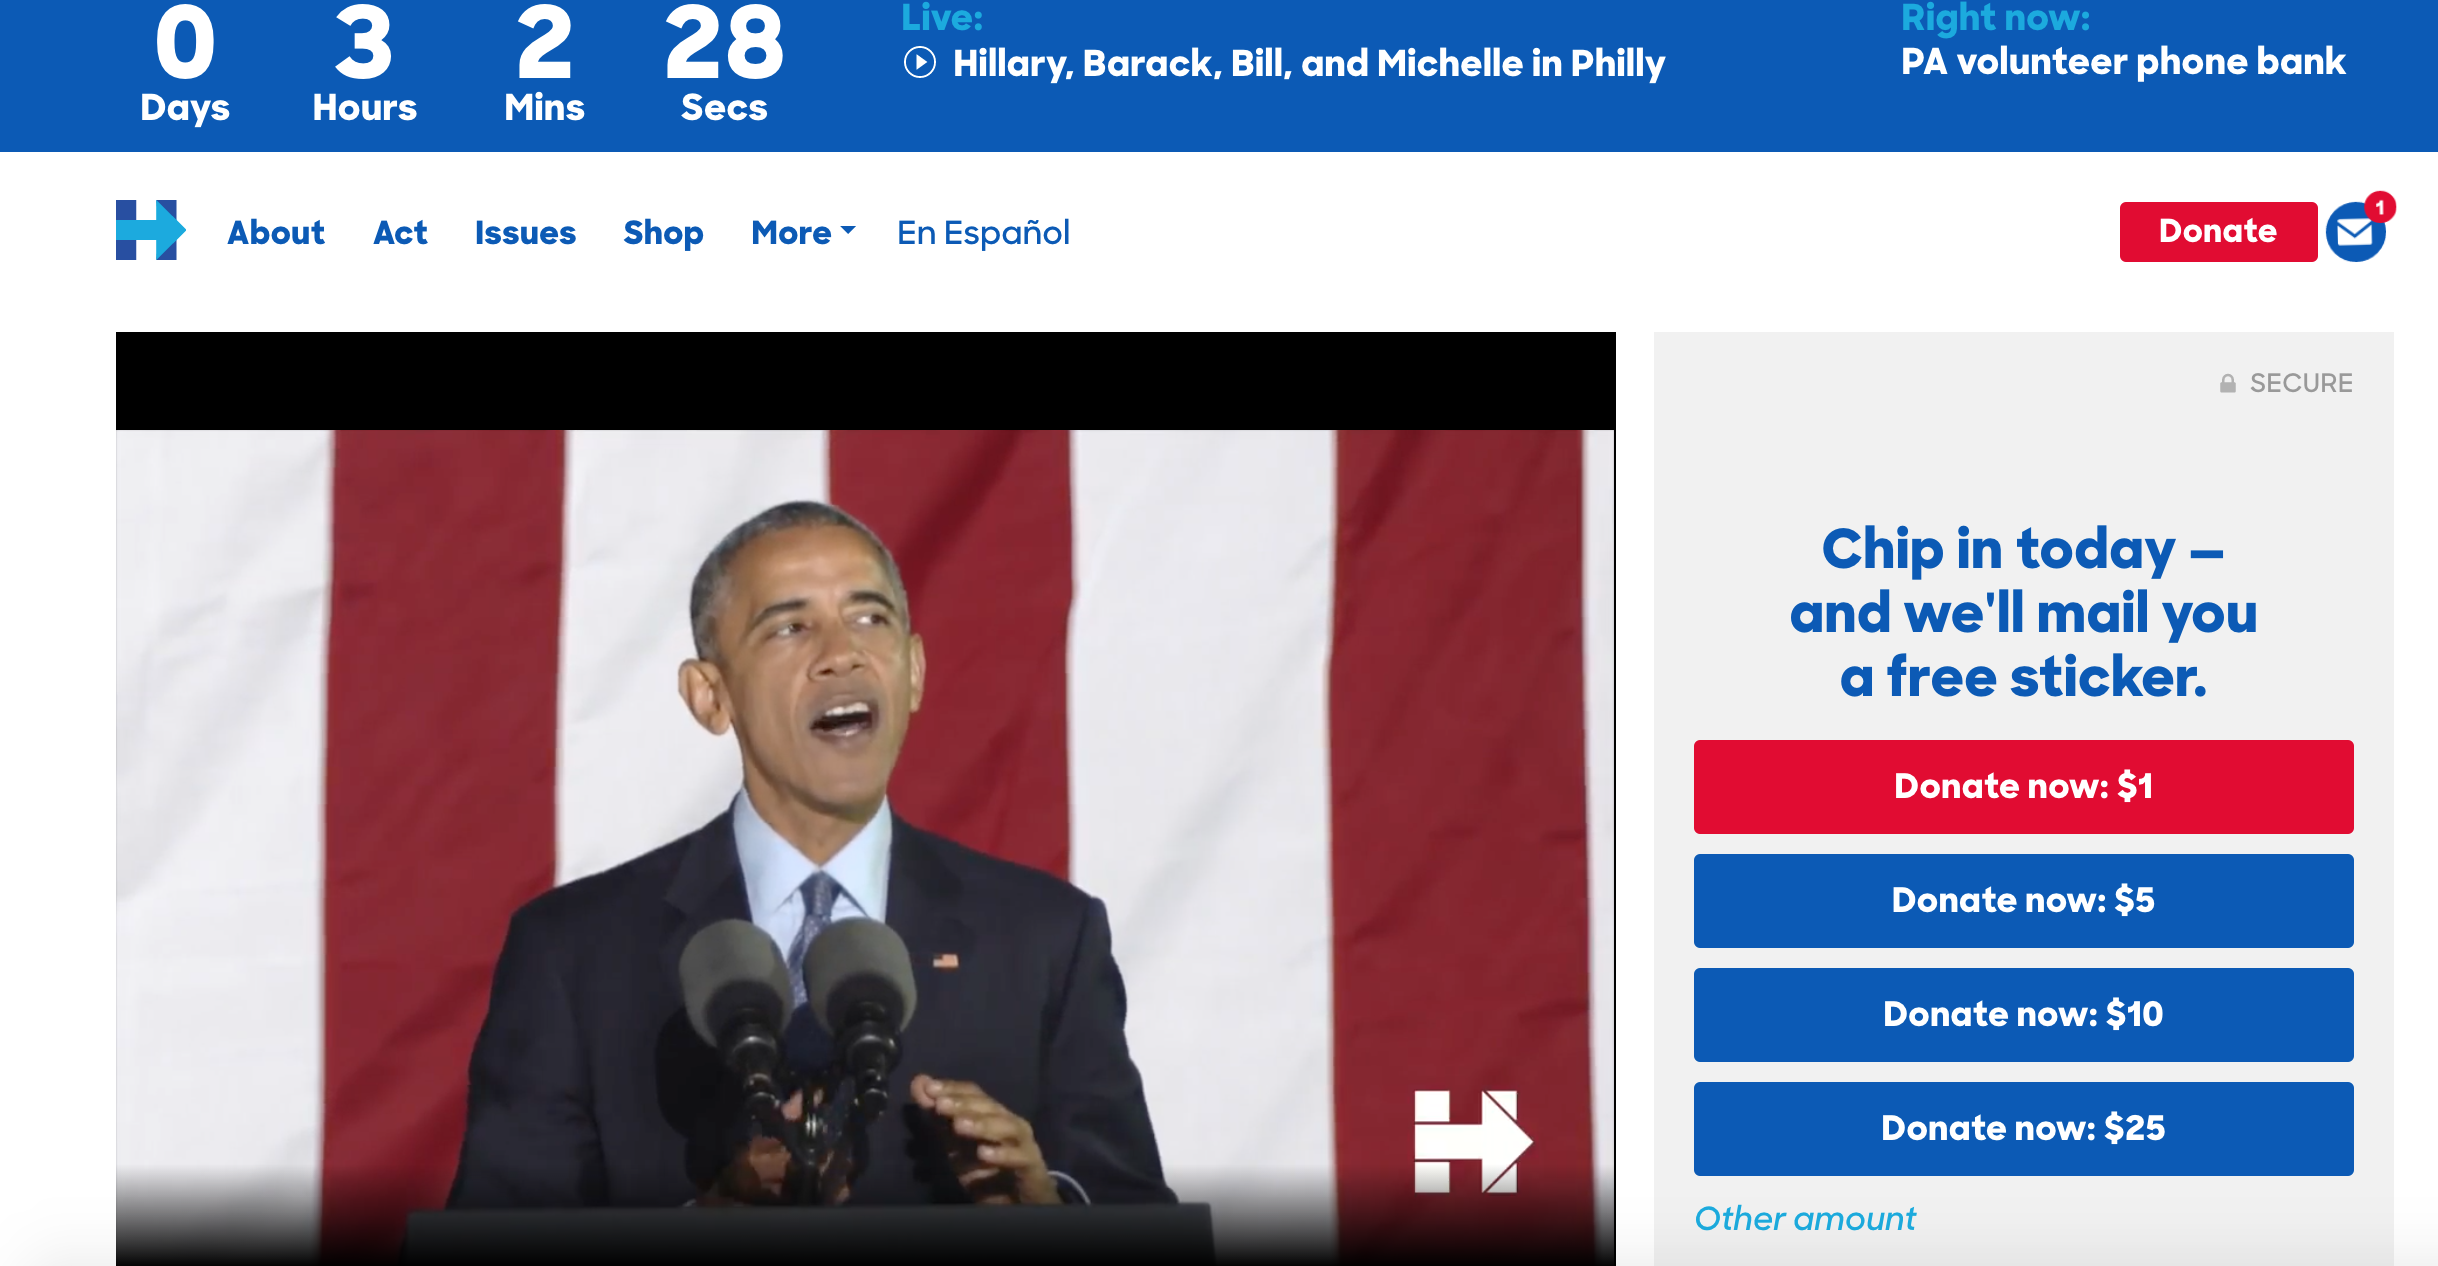 0 3 2 28
Days Hours Mins Secs
Live:
Hillary, Barack, Bill, and Michelle in Philly
Right now:
PA volunteer phone bank
H About Act Issues Shop More En Español
Donate 1
SECURE
Chip in today –
and we'll mail you
a free sticker.
Donate now: $1
Donate now: $5
Donate now: $10
Donate now: $25
Other amount
H